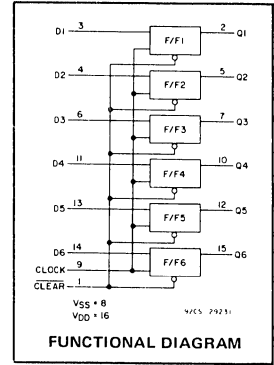 D1 3 F/F1 2 Q1
D2 4 F/F2 5 Q2
D3 6 F/F3 7 Q3
D4 11 F/F4 10 Q4
D5 13 F/F5 12 Q5
D6 14 F/F6 15 Q6
CLOCK 9
CLEAR 1
VSS = 8
VDD = 16
92CS 29231
FUNCTIONAL DIAGRAM